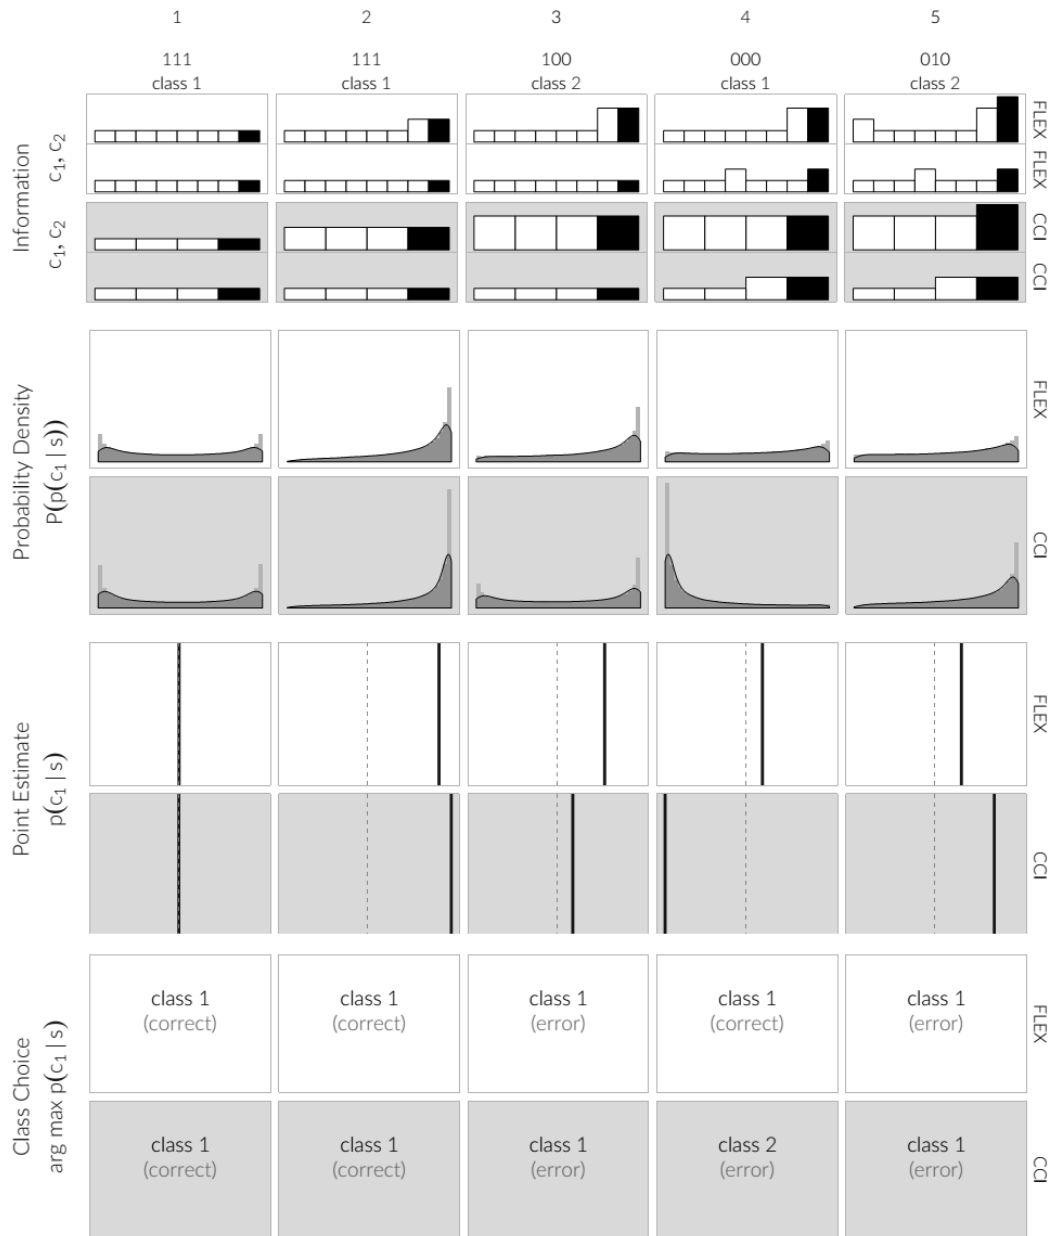 1 2 3 4 5
111 111 100 000 010
class 1 class 1 class 2 class 1 class 2
Information
c₁, c₂
FLEX
FLEX
c₁, c₂
CCI
CCI
Probability Density
P(p(c₁ | s))
FLEX
CCI
Point Estimate
p(c₁ | s)
FLEX
CCI
Class Choice
arg max p(c₁ | s)
class 1 class 1 class 1 class 1 class 1
(correct) (correct) (error) (correct) (error)
FLEX
class 1 class 1 class 1 class 2 class 1
(correct) (correct) (error) (error) (error)
CCI